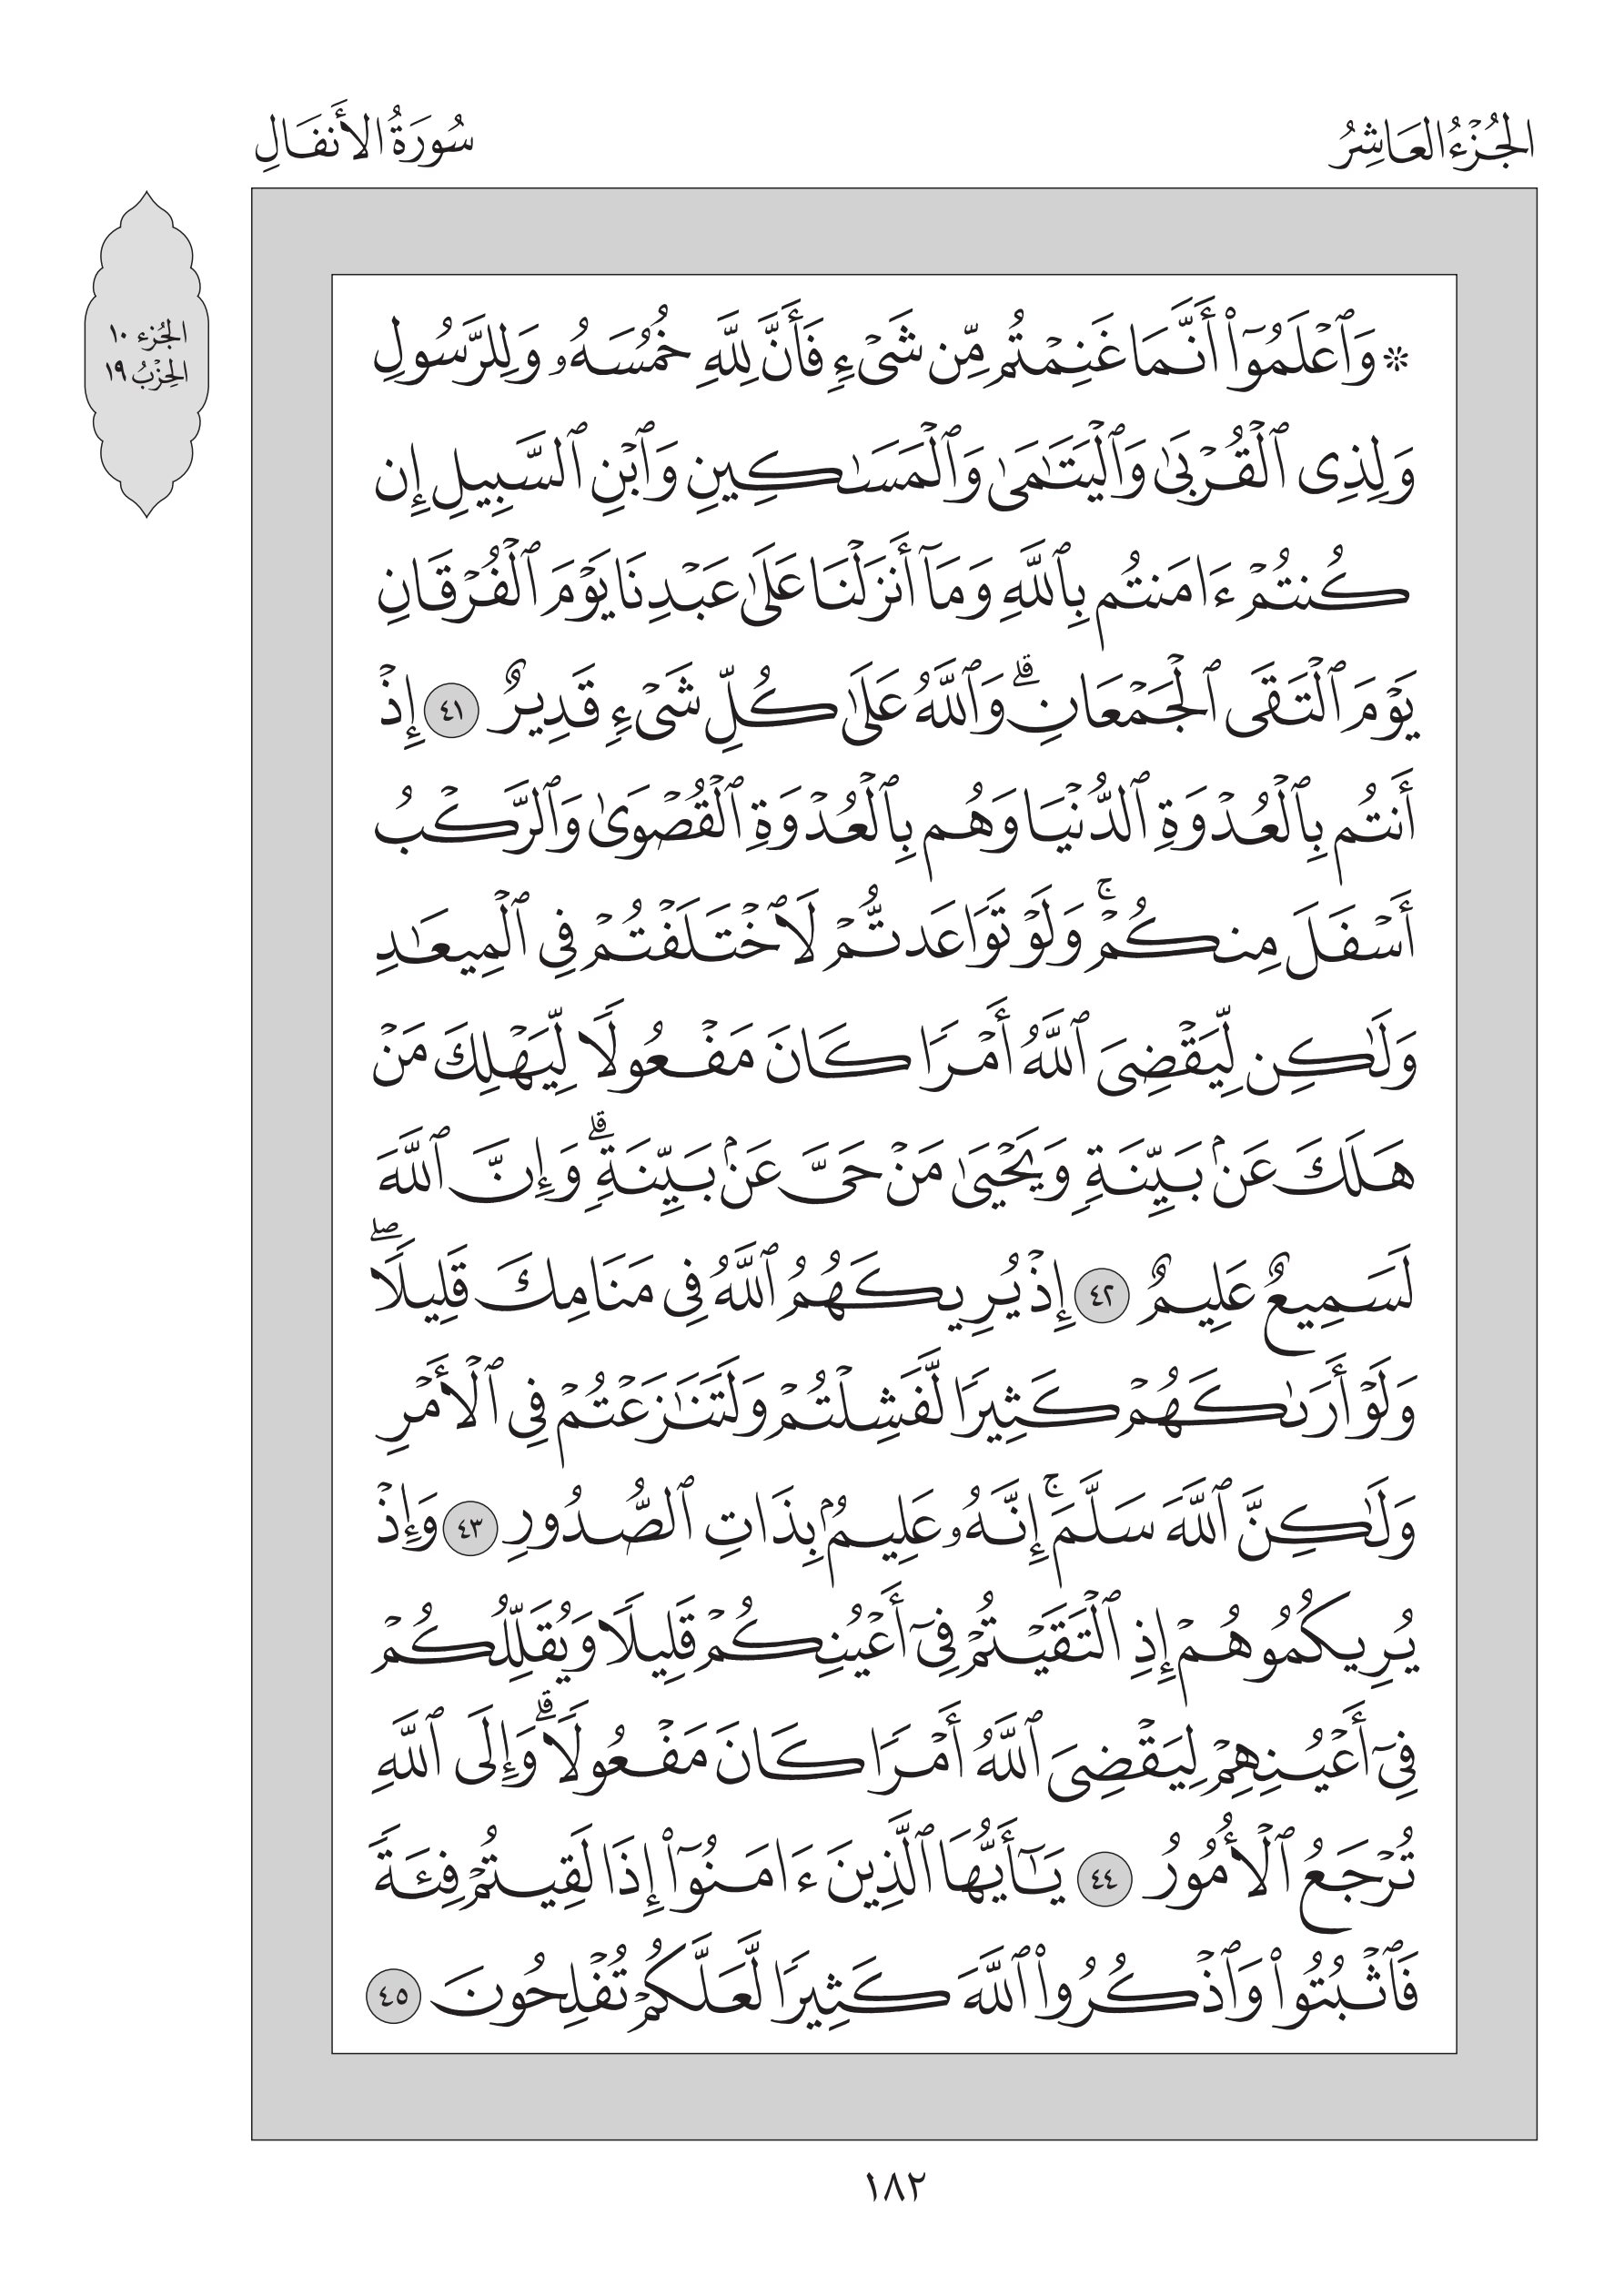 الجُزْءُ العَاشِرُ
سُورَةُ الأَنفَالِ
الجُزء ١٠
الحِزْبُ ١٩
۞ وَٱعْلَمُوٓا۟ أَنَّمَا غَنِمْتُم مِّن شَىْءٍ فَأَنَّ لِلَّهِ خُمُسَهُۥ وَلِلرَّسُولِ
وَلِذِى ٱلْقُرْبَىٰ وَٱلْيَتَـٰمَىٰ وَٱلْمَسَـٰكِينِ وَٱبْنِ ٱلسَّبِيلِ إِن
كُنتُمْ ءَامَنتُم بِٱللَّهِ وَمَآ أَنزَلْنَا عَلَىٰ عَبْدِنَا يَوْمَ ٱلْفُرْقَانِ
يَوْمَ ٱلْتَقَى ٱلْجَمْعَانِ ۗ وَٱللَّهُ عَلَىٰ كُلِّ شَىْءٍ قَدِيرٌ ٤١ إِذْ
أَنتُم بِٱلْعُدْوَةِ ٱلدُّنْيَا وَهُم بِٱلْعُدْوَةِ ٱلْقُصْوَىٰ وَٱلرَّكْبُ
أَسْفَلَ مِنكُمْ ۚ وَلَوْ تَوَاعَدتُّمْ لَٱخْتَلَفْتُمْ فِى ٱلْمِيعَـٰدِ
وَلَـٰكِن لِّيَقْضِىَ ٱللَّهُ أَمْرًا كَانَ مَفْعُولًا لِّيَهْلِكَ مَنْ
هَلَكَ عَنۢ بَيِّنَةٍ وَيَحْيَىٰ مَنْ حَىَّ عَنۢ بَيِّنَةٍ ۗ وَإِنَّ ٱللَّهَ
لَسَمِيعٌ عَلِيمٌ ٤٢ إِذْ يُرِيكَهُمُ ٱللَّهُ فِى مَنَامِكَ قَلِيلًا ۖ
وَلَوْ أَرَىٰكَهُمْ كَثِيرًا لَّفَشِلْتُمْ وَلَتَنَـٰزَعْتُمْ فِى ٱلْأَمْرِ
وَلَـٰكِنَّ ٱللَّهَ سَلَّمَ ۚ إِنَّهُۥ عَلِيمٌۢ بِذَاتِ ٱلصُّدُورِ ٤٣ وَإِذْ
يُرِيكُمُوهُمْ إِذِ ٱلْتَقَيْتُمْ فِىٓ أَعْيُنِكُمْ قَلِيلًا وَيُقَلِّلُكُمْ
فِىٓ أَعْيُنِهِمْ لِيَقْضِىَ ٱللَّهُ أَمْرًا كَانَ مَفْعُولًا ۗ وَإِلَى ٱللَّهِ
تُرْجَعُ ٱلْأُمُورُ ٤٤ يَـٰٓأَيُّهَا ٱلَّذِينَ ءَامَنُوٓا۟ إِذَا لَقِيتُمْ فِئَةً
فَٱثْبُتُوا۟ وَٱذْكُرُوا۟ ٱللَّهَ كَثِيرًا لَّعَلَّكُمْ تُفْلِحُونَ ٤٥
١٨٢